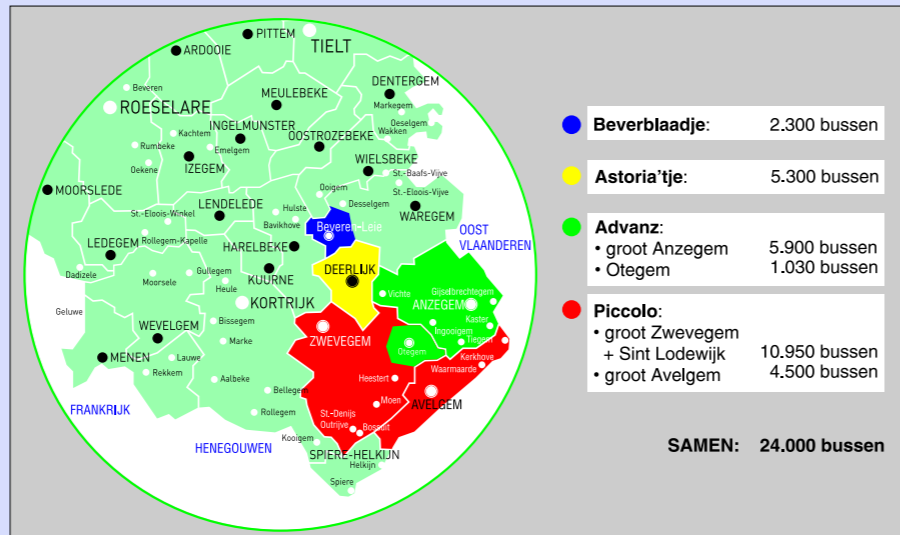 PITTEM
TIELT
ARDOOIE
DENTERGEM
Beveren
MEULEBEKE
Markegem
ROESELARE
Oeselgem
INGELMUNSTER
Kachtem
Wakken
OOSTROZEBEKE
Rumbeke
Emelgem
IZEGEM
WIELSBEKE
Oekene
St.-Baafs-Vijve
MOORSLEDE
Ooigem
St.-Eloois-Vijve
LENDELEDE
Desselgem
Hulste
WAREGEM
St.-Eloois-Winkel
Bavikhove
Beveren-Leie
OOST
VLAANDEREN
Rollegem-Kapelle
LEDEGEM
HARELBEKE
Dadizele
Gullegem
DEERLIJK
Moorsele
KUURNE
Heule
Vichte
Gijselbrechtegem
ANZEGEM
KORTRIJK
Geluwe
Kaster
Bissegem
Ingooigem
WEVELGEM
ZWEVEGEM
Tiegem
Marke
Otegem
MENEN
Lauwe
Kerkhove
Waarmaarde
Rekkem
Aalbeke
Heestert
Bellegem
AVELGEM
Moen
FRANKRIJK
Rollegem
St.-Denijs
Outrijve
Bossuit
Kooigem
HENEGOUWEN
SPIERE-HELKIJN
Helkijn
Spiere
Beverblaadje: 2.300 bussen
Astoria'tje: 5.300 bussen
Advanz:
• groot Anzegem 5.900 bussen
• Otegem 1.030 bussen
Piccolo:
• groot Zwevegem
+ Sint Lodewijk 10.950 bussen
• groot Avelgem 4.500 bussen
SAMEN: 24.000 bussen